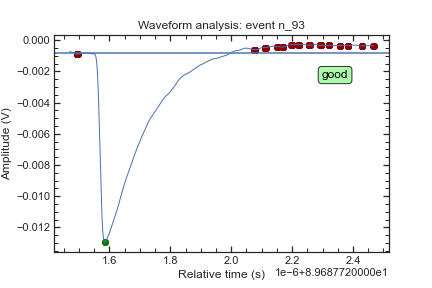 Waveform analysis: event n_93
0.000
−0.002
−0.004
−0.006
−0.008
−0.010
−0.012
Amplitude (V)
good
1.6
1.8
2.0
2.2
2.4
Relative time (s)
1e−6+8.9687720000e1